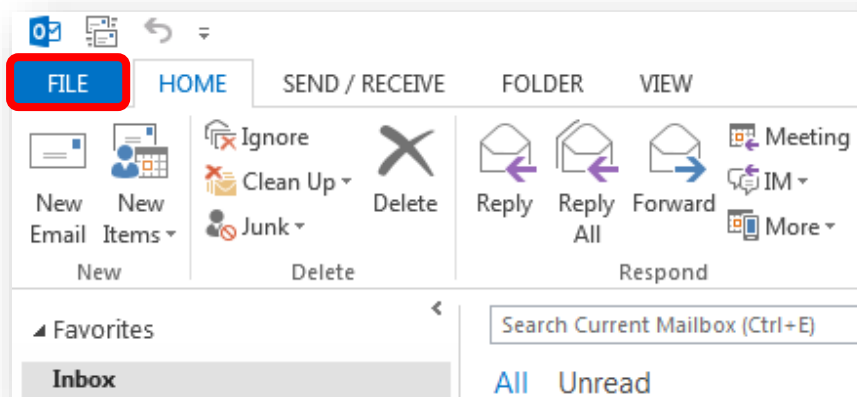 FILE HOME SEND / RECEIVE FOLDER VIEW
New Email
New Items
Ignore
Clean Up
Junk
Delete
Reply
Reply All
Forward
Meeting
IM
More
New
Delete
Respond
Favorites
Inbox
Search Current Mailbox (Ctrl+E)
All Unread